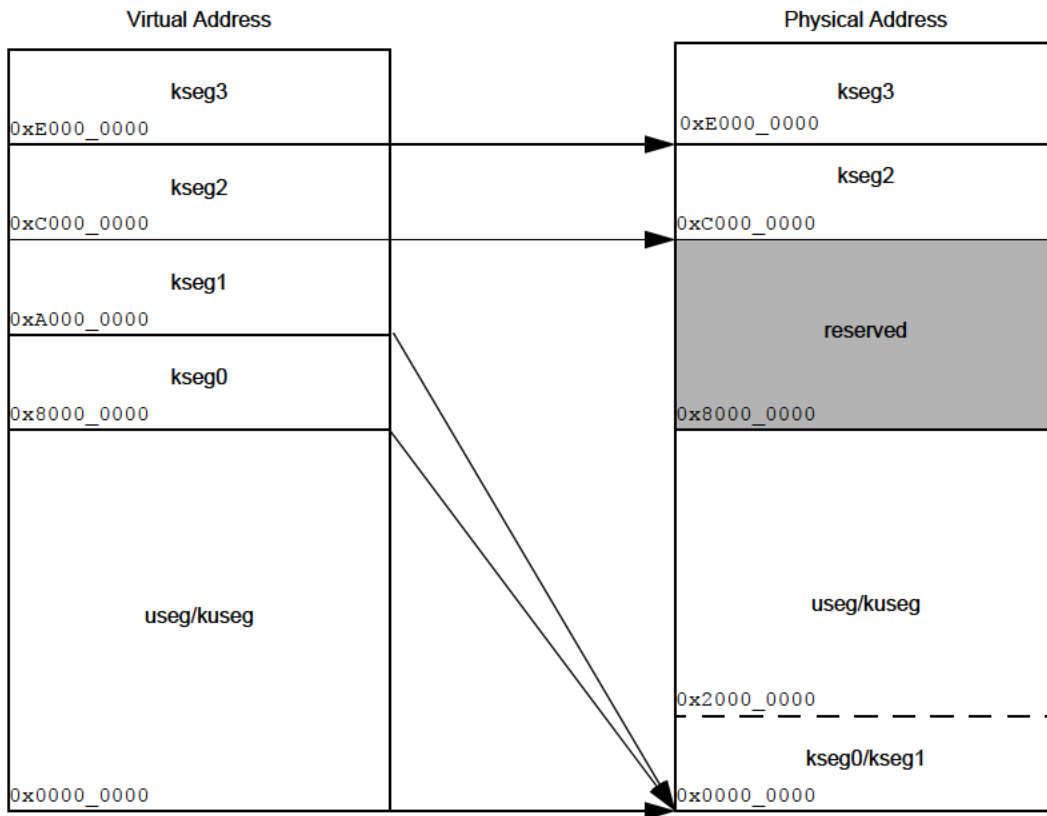 Virtual Address
kseg3
0xE000_0000
kseg2
0xC000_0000
kseg1
0xA000_0000
kseg0
0x8000_0000
useg/kuseg
0x0000_0000
Physical Address
kseg3
0xE000_0000
kseg2
0xC000_0000
reserved
0x8000_0000
useg/kuseg
0x2000_0000
kseg0/kseg1
0x0000_0000